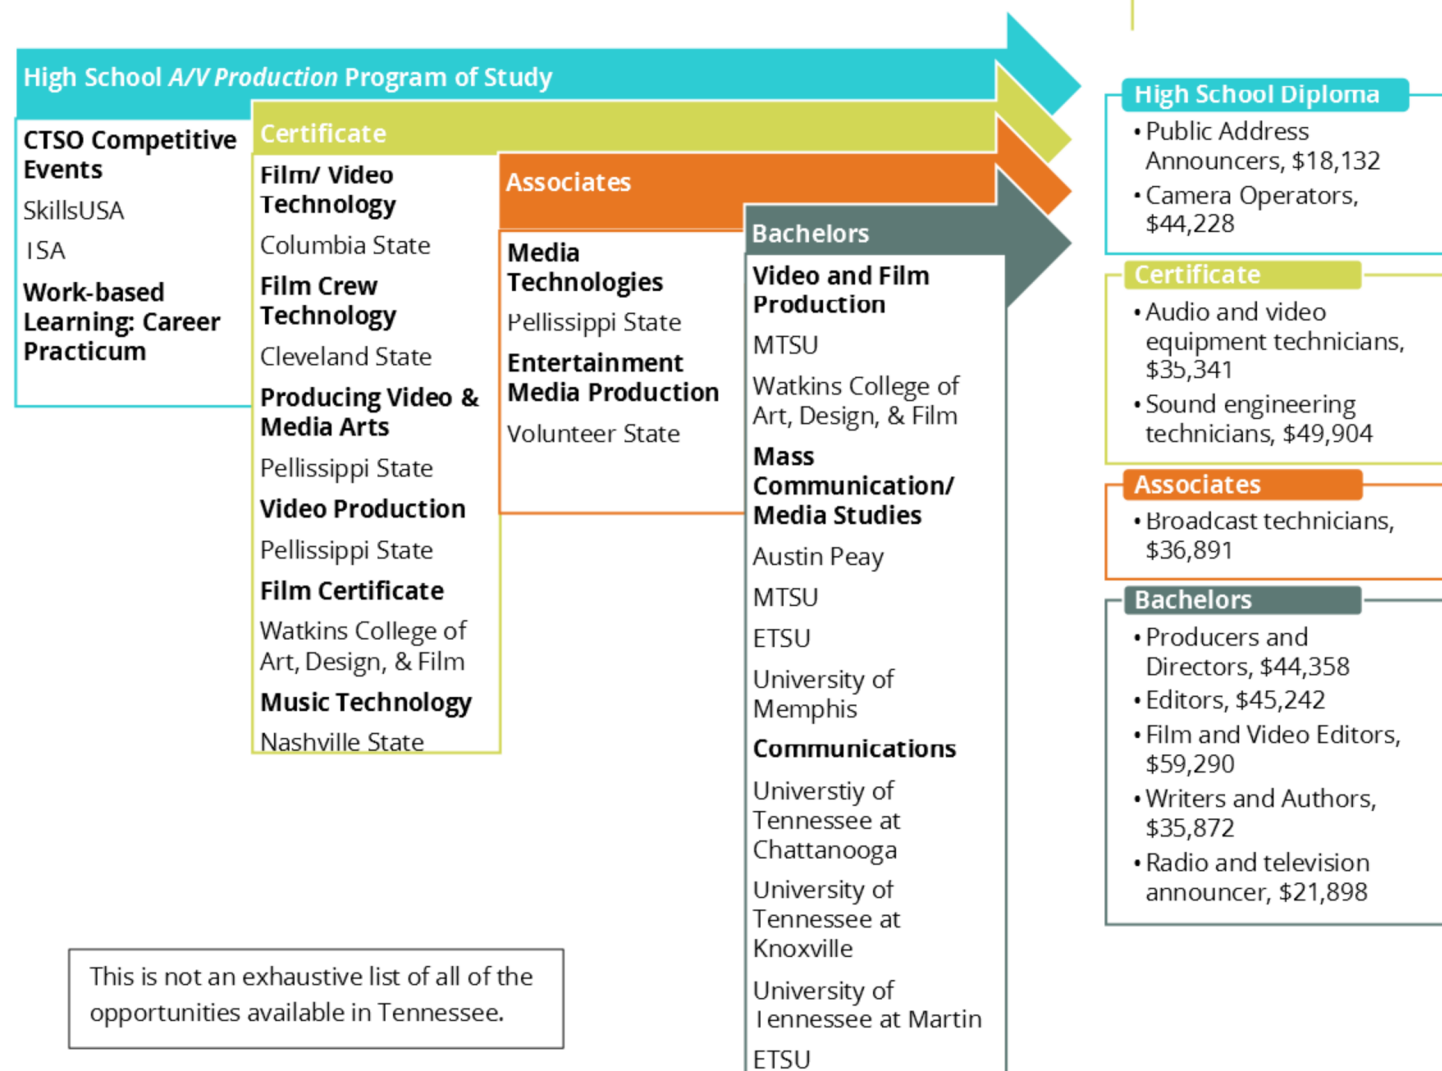 High School A/V Production Program of Study
CTSO Competitive
Events
SkillsUSA
TSA
Work-based
Learning: Career
Practicum
Certificate
Film/ Video
Technology
Columbia State
Film Crew
Technology
Cleveland State
Producing Video &
Media Arts
Pellissippi State
Video Production
Pellissippi State
Film Certificate
Watkins College of
Art, Design, & Film
Music Technology
Nashville State
Associates
Media
Technologies
Pellissippi State
Entertainment
Media Production
Volunteer State
Bachelors
Video and Film
Production
MTSU
Watkins College of
Art, Design, & Film
Mass
Communication/
Media Studies
Austin Peay
MTSU
ETSU
University of
Memphis
Communications
Universtiy of
Tennessee at
Chattanooga
University of
Tennessee at
Knoxville
University of
Tennessee at Martin
ETSU
High School Diploma
• Public Address
Announcers, $18,132
• Camera Operators,
$44,228
Certificate
• Audio and video
equipment technicians,
$35,341
• Sound engineering
technicians, $49,904
Associates
• Broadcast technicians,
$36,891
Bachelors
• Producers and
Directors, $44,358
• Editors, $45,242
• Film and Video Editors,
$59,290
• Writers and Authors,
$35,872
• Radio and television
announcer, $21,898
This is not an exhaustive list of all of the
opportunities available in Tennessee.